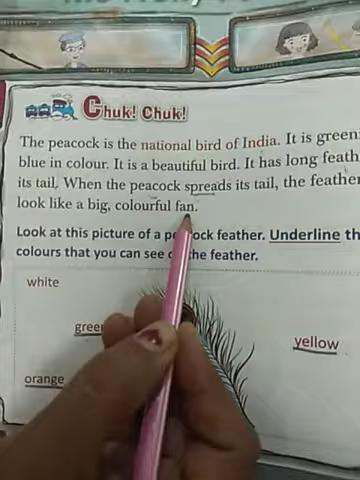 Chuk! Chuk!
The peacock is the national bird of India. It is green
blue in colour. It is a beautiful bird. It has long feath
its tail. When the peacock spreads its tail, the feather
look like a big, colourful fan.
Look at this picture of a pe ock feather. Underline th
colours that you can see the feather.
white
gree
yellow
orange